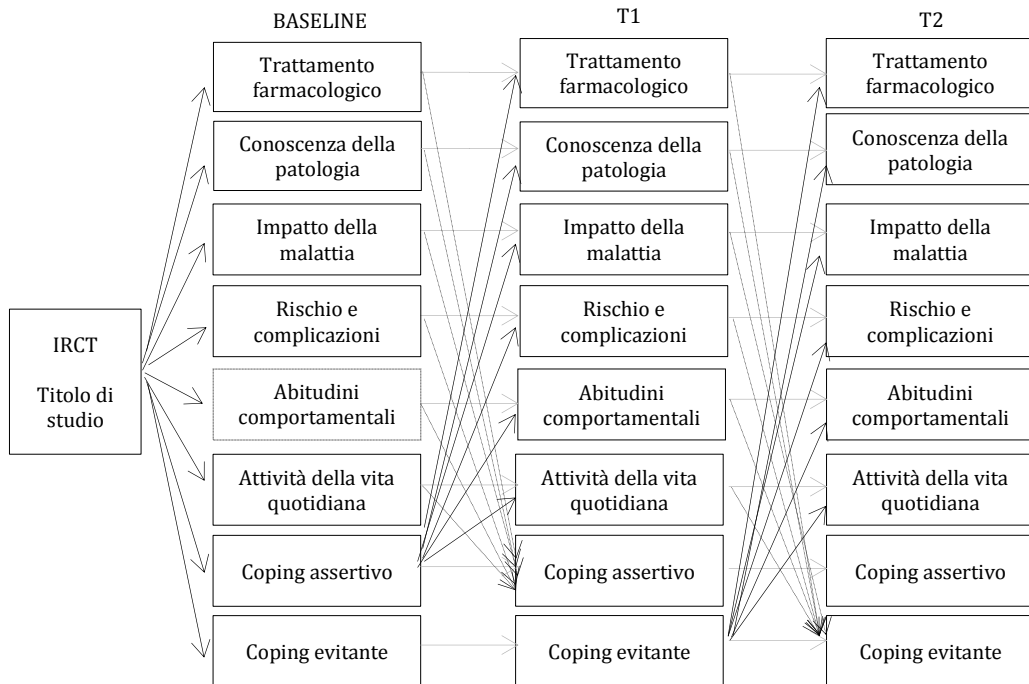 BASELINE
T1
T2
Trattamento
farmacologico
Trattamento
farmacologico
Trattamento
farmacologico
Conoscenza della
patologia
Conoscenza della
patologia
Conoscenza della
patologia
Impatto della
malattia
Impatto della
malattia
Impatto della
malattia
Rischio e
complicazioni
Rischio e
complicazioni
Rischio e
complicazioni
IRCT
Titolo di
studio
Abitudini
comportamentali
Abitudini
comportamentali
Abitudini
comportamentali
Attività della vita
quotidiana
Attività della vita
quotidiana
Attività della vita
quotidiana
Coping assertivo
Coping assertivo
Coping assertivo
Coping evitante
Coping evitante
Coping evitante